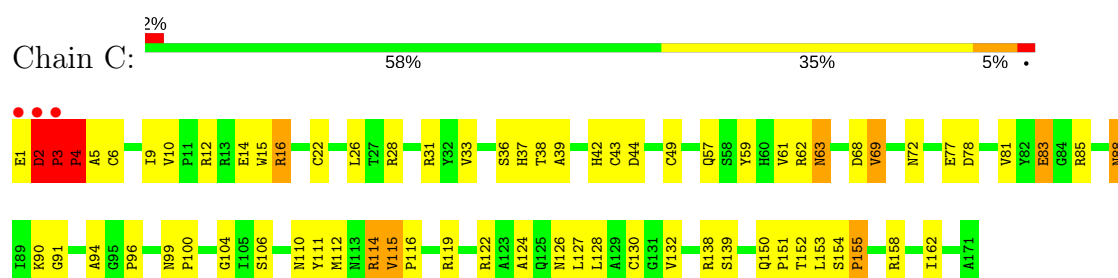 2%
Chain C:
58% 35% 5% •
E1 D2 P3 P4 A5 C6 I9 V10 P11 R12 R13 E14 W15 R16 C22 L26 T27 R28 R31 Y32 V33 S36 H37 T38 A39 H42 C43 D44 C49 Q57 S58 Y59 H60 V61 R62 N63 D68 V69 N72 E77 D78 V81 Y82 E83 G84 R85 N88
I89 K90 G91 A94 G95 P96 N99 P100 G104 I105 S106 N110 Y111 M112 N113 R114 V115 P116 R119 R122 A123 A124 Q125 N126 L127 L128 A129 C130 G131 V132 R138 S139 Q150 P151 T152 L153 S154 P155 R158 I162 A171